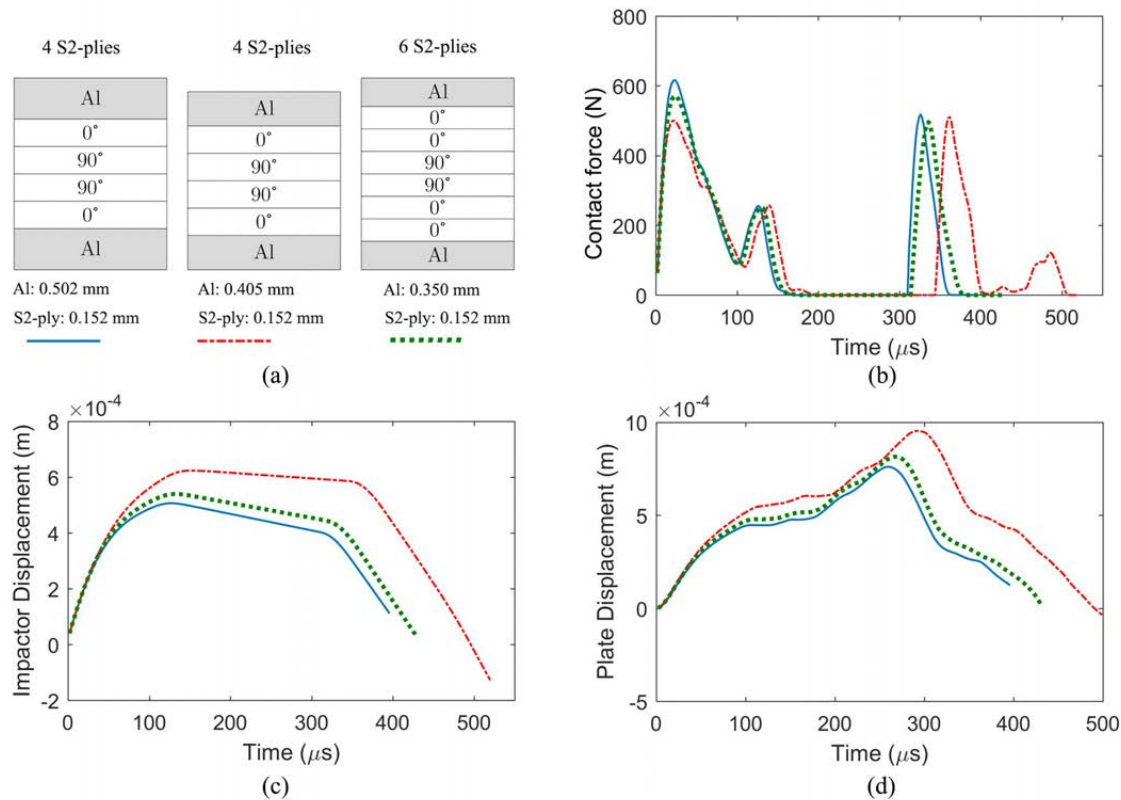 (a)
4 S2-plies
4 S2-plies
6 S2-plies
Al
0°
90°
90°
0°
Al
Al
0°
90°
90°
0°
Al
Al
0°
0°
90°
90°
0°
0°
Al
Al: 0.502 mm
Al: 0.405 mm
Al: 0.350 mm
S2-ply: 0.152 mm
S2-ply: 0.152 mm
S2-ply: 0.152 mm
(a)
800
600
400
200
0
Contact force (N)
0 100 200 300 400 500
Time (μs)
(b)
×10⁻⁴
8
6
4
2
0
-2
Impactor Displacement (m)
0 100 200 300 400 500
Time (μs)
(c)
×10⁻⁴
10
5
0
-5
Plate Displacement (m)
0 100 200 300 400 500
Time (μs)
(d)